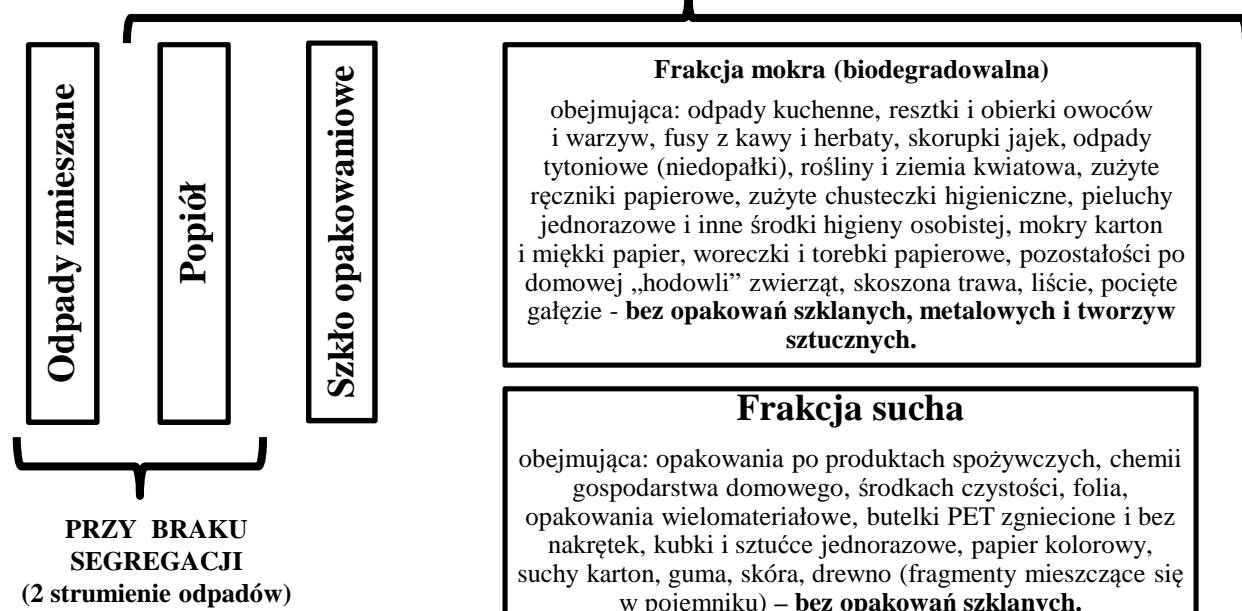 Odpady zmieszane
Popiół
Szkło opakowaniowe
PRZY BRAKU
SEGREGACJI
(2 strumienie odpadów)
Frakcja mokra (biodegradowalna)
obejmująca: odpady kuchenne, resztki i obierki owoców
i warzyw, fusy z kawy i herbaty, skorupki jajek, odpady
tytoniowe (niedopałki), rośliny i ziemia kwiatowa, zużyte
ręczniki papierowe, zużyte chusteczki higieniczne, pieluchy
jednorazowe i inne środki higieny osobistej, mokry karton
i miękki papier, woreczki i torebki papierowe, pozostałości po
domowej „hodowli” zwierząt, skoszona trawa, liście, pocięte
gałęzie - bez opakowań szklanych, metalowych i tworzyw
sztucznych.
Frakcja sucha
obejmująca: opakowania po produktach spożywczych, chemii
gospodarstwa domowego, środkach czystości, folia,
opakowania wielomateriałowe, butelki PET zgniecione i bez
nakrętek, kubki i sztućce jednorazowe, papier kolorowy,
suchy karton, guma, skóra, drewno (fragmenty mieszczące się
w pojemniku) – bez opakowań szklanych.